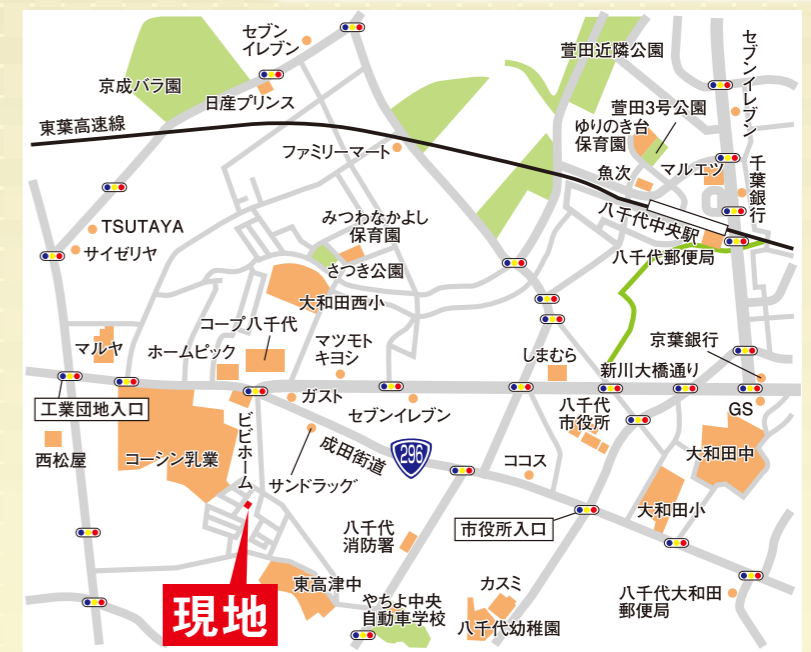 セブン
イレブン
京成バラ園
日産プリンス
東葉高速線
ファミリーマート
萱田近隣公園
セブンイレブン
萱田3号公園
ゆりのき台
保育園
魚次
マルエツ
千葉銀行
八千代中央駅
八千代郵便局
TSUTAYA
サイゼリヤ
みつわなかよし
保育園
さつき公園
大和田西小
コープ八千代
マルヤ
ホームピック
マツモト
キヨシ
しまむら
京葉銀行
新川大橋通り
工業団地入口
ガスト
セブンイレブン
八千代
市役所
GS
西松屋
コーシン乳業
ビビホーム
サンドラッグ
成田街道
296
ココス
大和田中
大和田小
八千代
消防署
市役所入口
現地
東高津中
やちよ中央
自動車学校
カスミ
八千代幼稚園
八千代大和田
郵便局